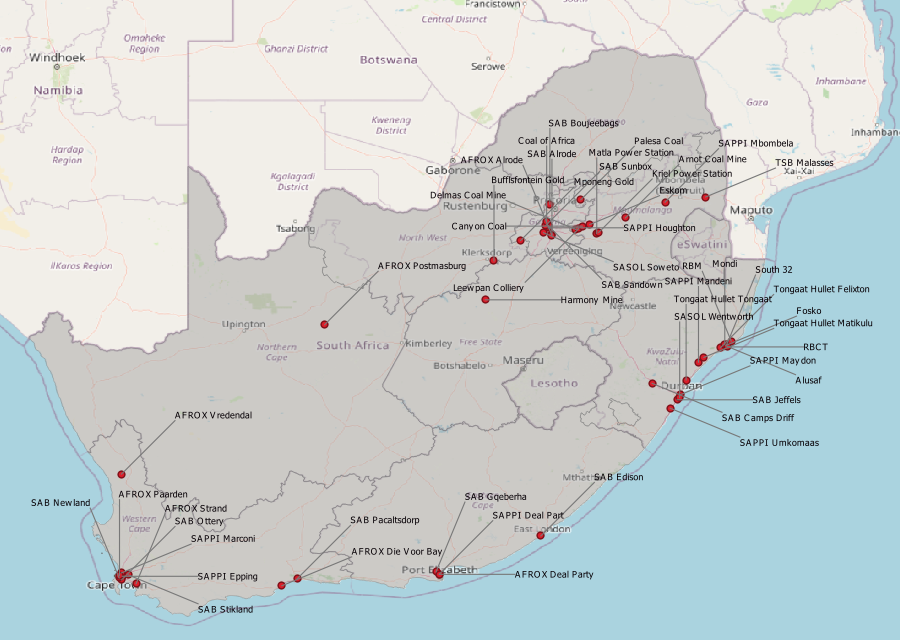 Francistown
Central District
Omaheke
Region
Ghanzi District
Windhoek
Botswana
Serowe
Namibia
Inhambane
Gaza
Kweneng
District
Hardap
Region
SAB Boujeebags
Inhambane
Coal of Africa
Palesa Coal
SAPPI Mbombela
AFROX Alrode
SAB Alrode
Matla Power Station
Arnot Coal Mine
TSB Malasses
Gaborone
SAB Sunbox
Xai-Xai
Kgalagadi
District
Buffisfontein Gold
Mponeng Gold
Kriel Power Station
Eskom
Delmas Coal Mine
Rustenburg
Maputo
Tsabong
Canyon Coal
SAPPI Houghton
North West
eSwatini
Klerksdorp
Vereeniging
//Karas Region
AFROX Postmasburg
SASOL Soweto
RBM
Mondi
South 32
SAB Sandown
SAPPI Mandeni
Leewpan Colliery
Harmony Mine
Tongaat Hullet Felixton
Newcastle
Tongaat Hullet Tongaat
Fosko
SASOL Wentworth
Upington
Tongaat Hullet Matikulu
Northern
Cape
South Africa
Kimberley
Free State
RBCT
Botshabelo
Maseru
KwaZulu-
Natal
SAPPI Maydon
Lesotho
Durban
Alusaf
SAB Jeffels
AFROX Vredendal
SAB Camps Driff
SAPPI Umkomaas
Mthatha
SAB Edison
SAB Newland
AFROX Paarden
SAB Gqeberha
AFROX Strand
SAPPI Deal Part
SAB Ottery
SAB Pacaltsdorp
Western
Cape
East London
SAPPI Marconi
AFROX Die Voor Bay
Port Elizabeth
SAPPI Epping
AFROX Deal Party
Cape Town
SAB Stikland